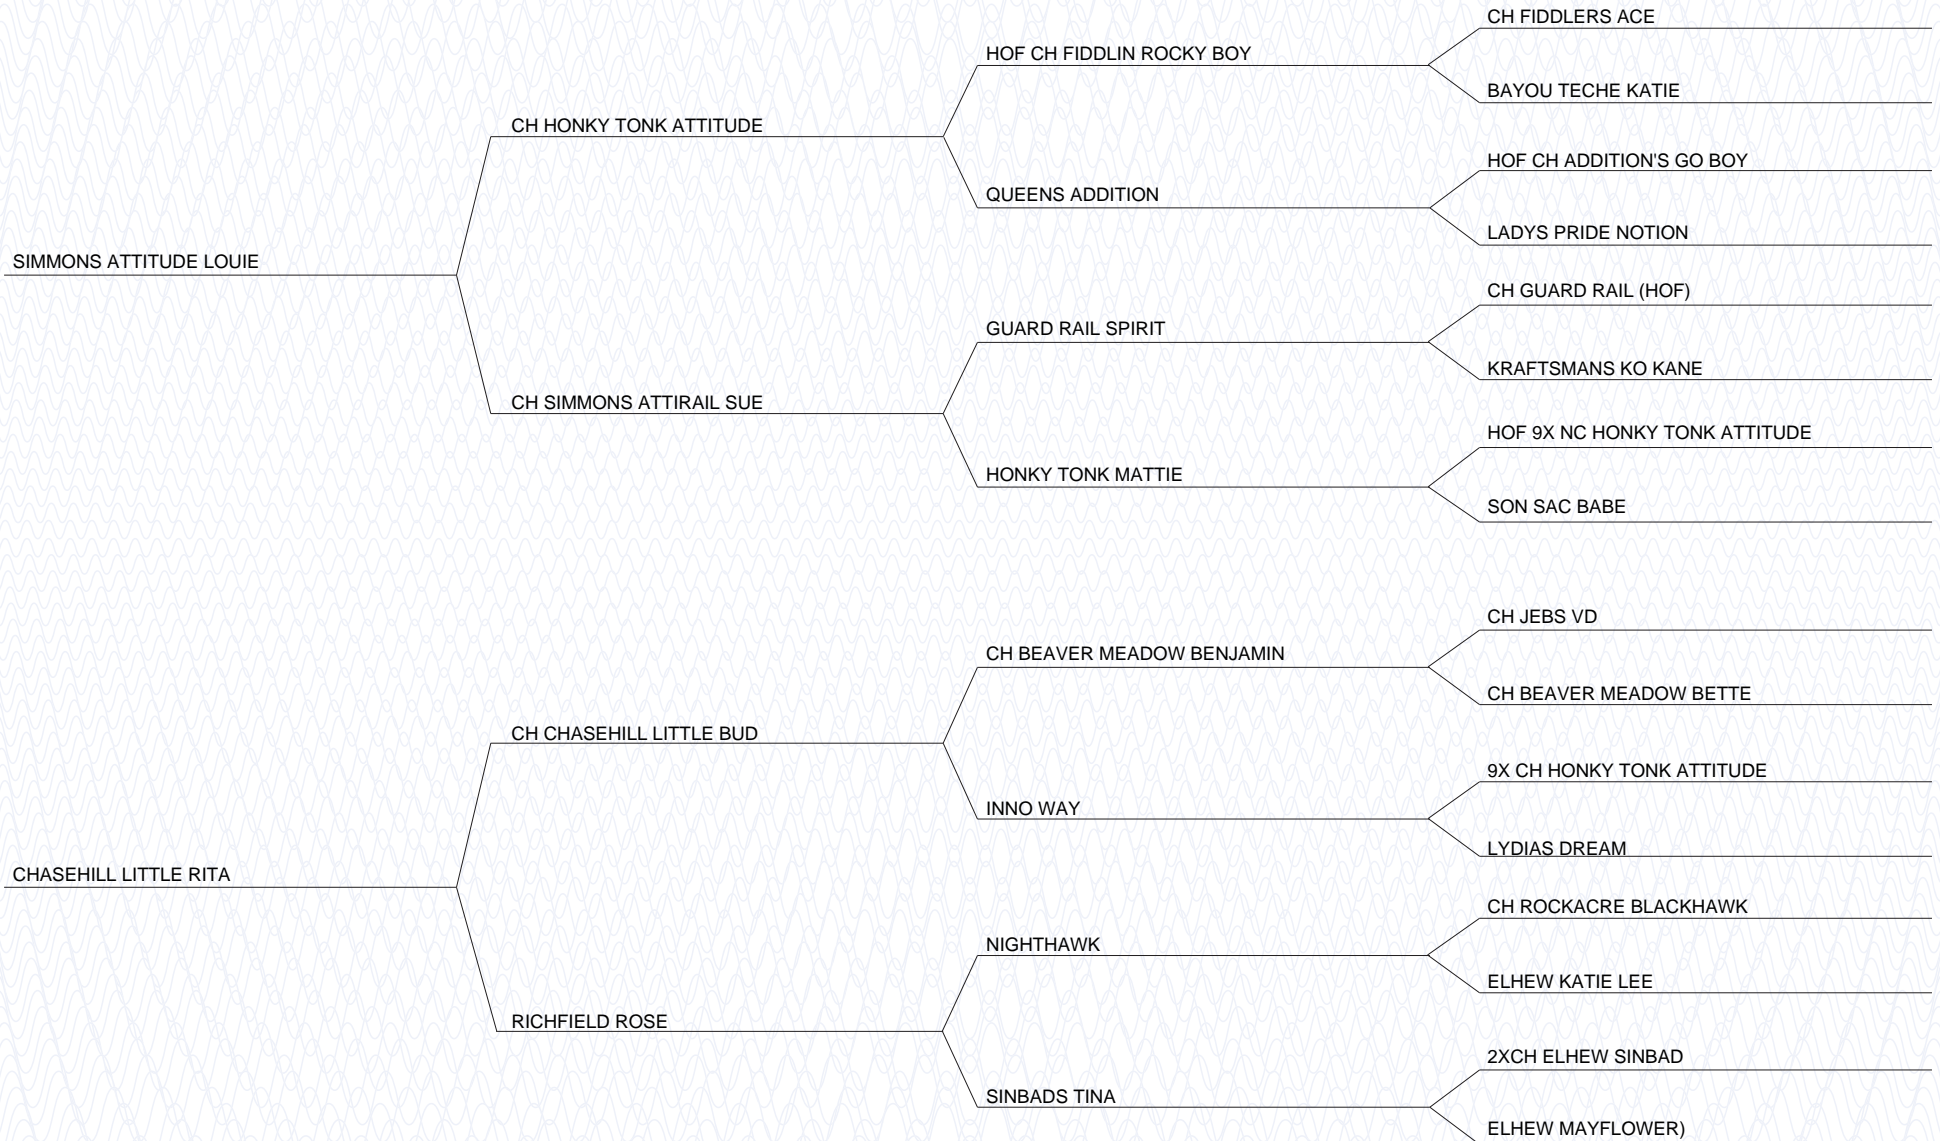 CH FIDDLERS ACE
HOF CH FIDDLIN ROCKY BOY
BAYOU TECHE KATIE
CH HONKY TONK ATTITUDE
HOF CH ADDITION'S GO BOY
QUEENS ADDITION
LADYS PRIDE NOTION
SIMMONS ATTITUDE LOUIE
CH GUARD RAIL (HOF)
GUARD RAIL SPIRIT
KRAFTSMANS KO KANE
CH SIMMONS ATTIRAIL SUE
HOF 9X NC HONKY TONK ATTITUDE
HONKY TONK MATTIE
SON SAC BABE
CH JEBS VD
CH BEAVER MEADOW BENJAMIN
CH BEAVER MEADOW BETTE
CH CHASEHILL LITTLE BUD
9X CH HONKY TONK ATTITUDE
INNO WAY
LYDIAS DREAM
CHASEHILL LITTLE RITA
CH ROCKACRE BLACKHAWK
NIGHTHAWK
ELHEW KATIE LEE
RICHFIELD ROSE
2XCH ELHEW SINBAD
SINBADS TINA
ELHEW MAYFLOWER)